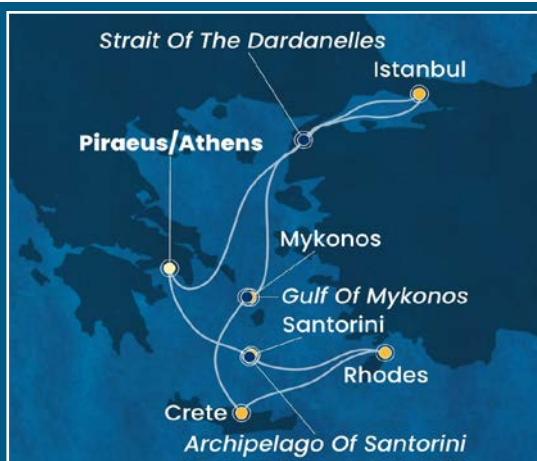 Strait Of The Dardanelles
Istanbul
Piraeus/Athens
Mykonos
Gulf Of Mykonos
Santorini
Rhodes
Crete
Archipelago Of Santorini